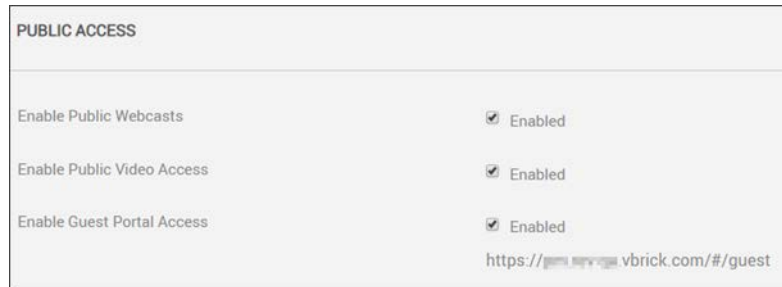 PUBLIC ACCESS
Enable Public Webcasts Enabled
Enable Public Video Access Enabled
Enable Guest Portal Access Enabled
https:// .vbrick.com/#/guest